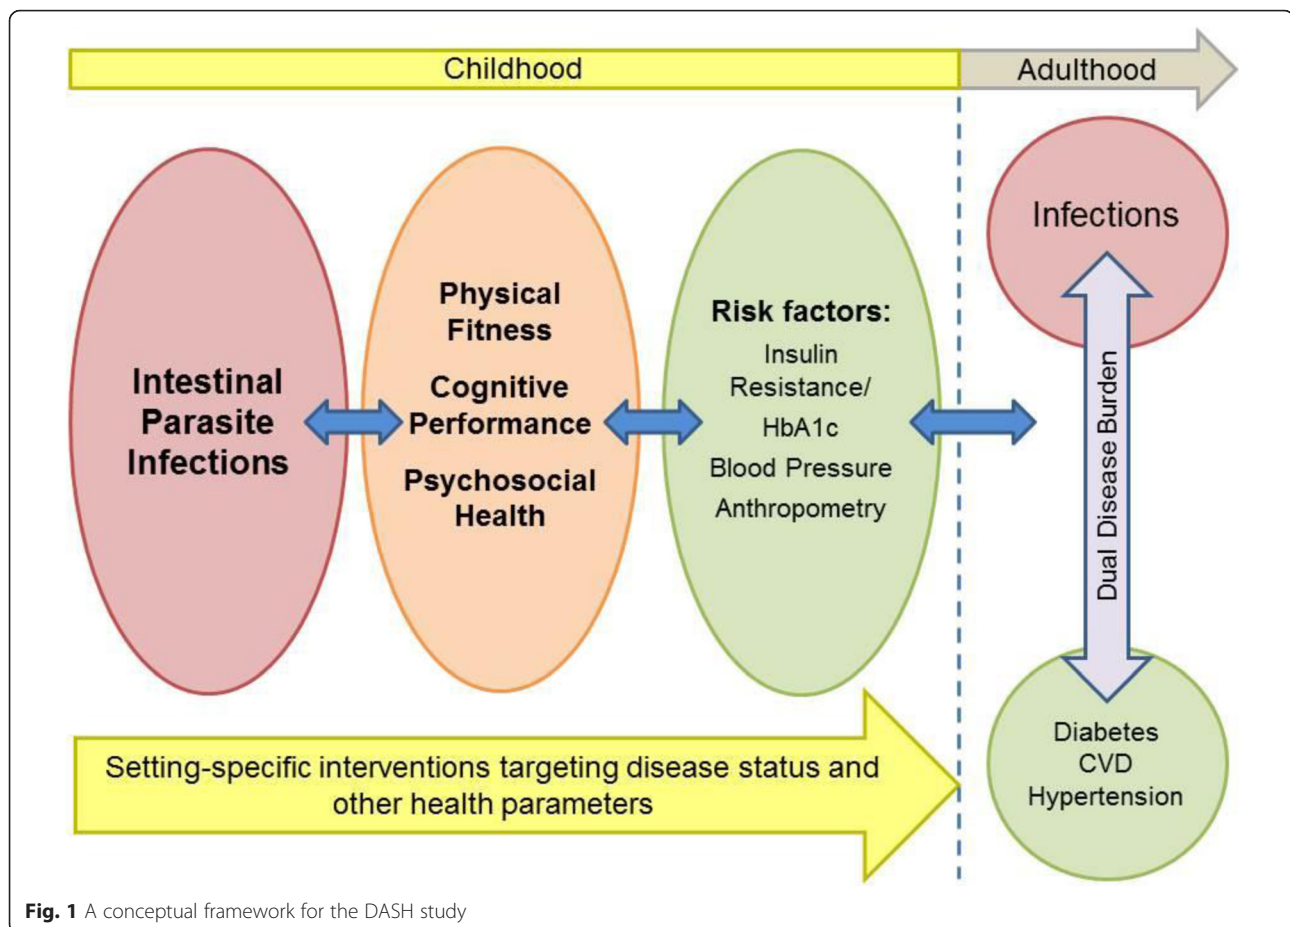 Childhood
Adulthood
Intestinal
Parasite
Infections
Physical
Fitness
Cognitive
Performance
Psychosocial
Health
Risk factors:
Insulin
Resistance/
HbA1c
Blood Pressure
Anthropometry
Infections
Dual Disease Burden
Diabetes
CVD
Hypertension
Setting-specific interventions targeting disease status and
other health parameters
Fig. 1 A conceptual framework for the DASH study